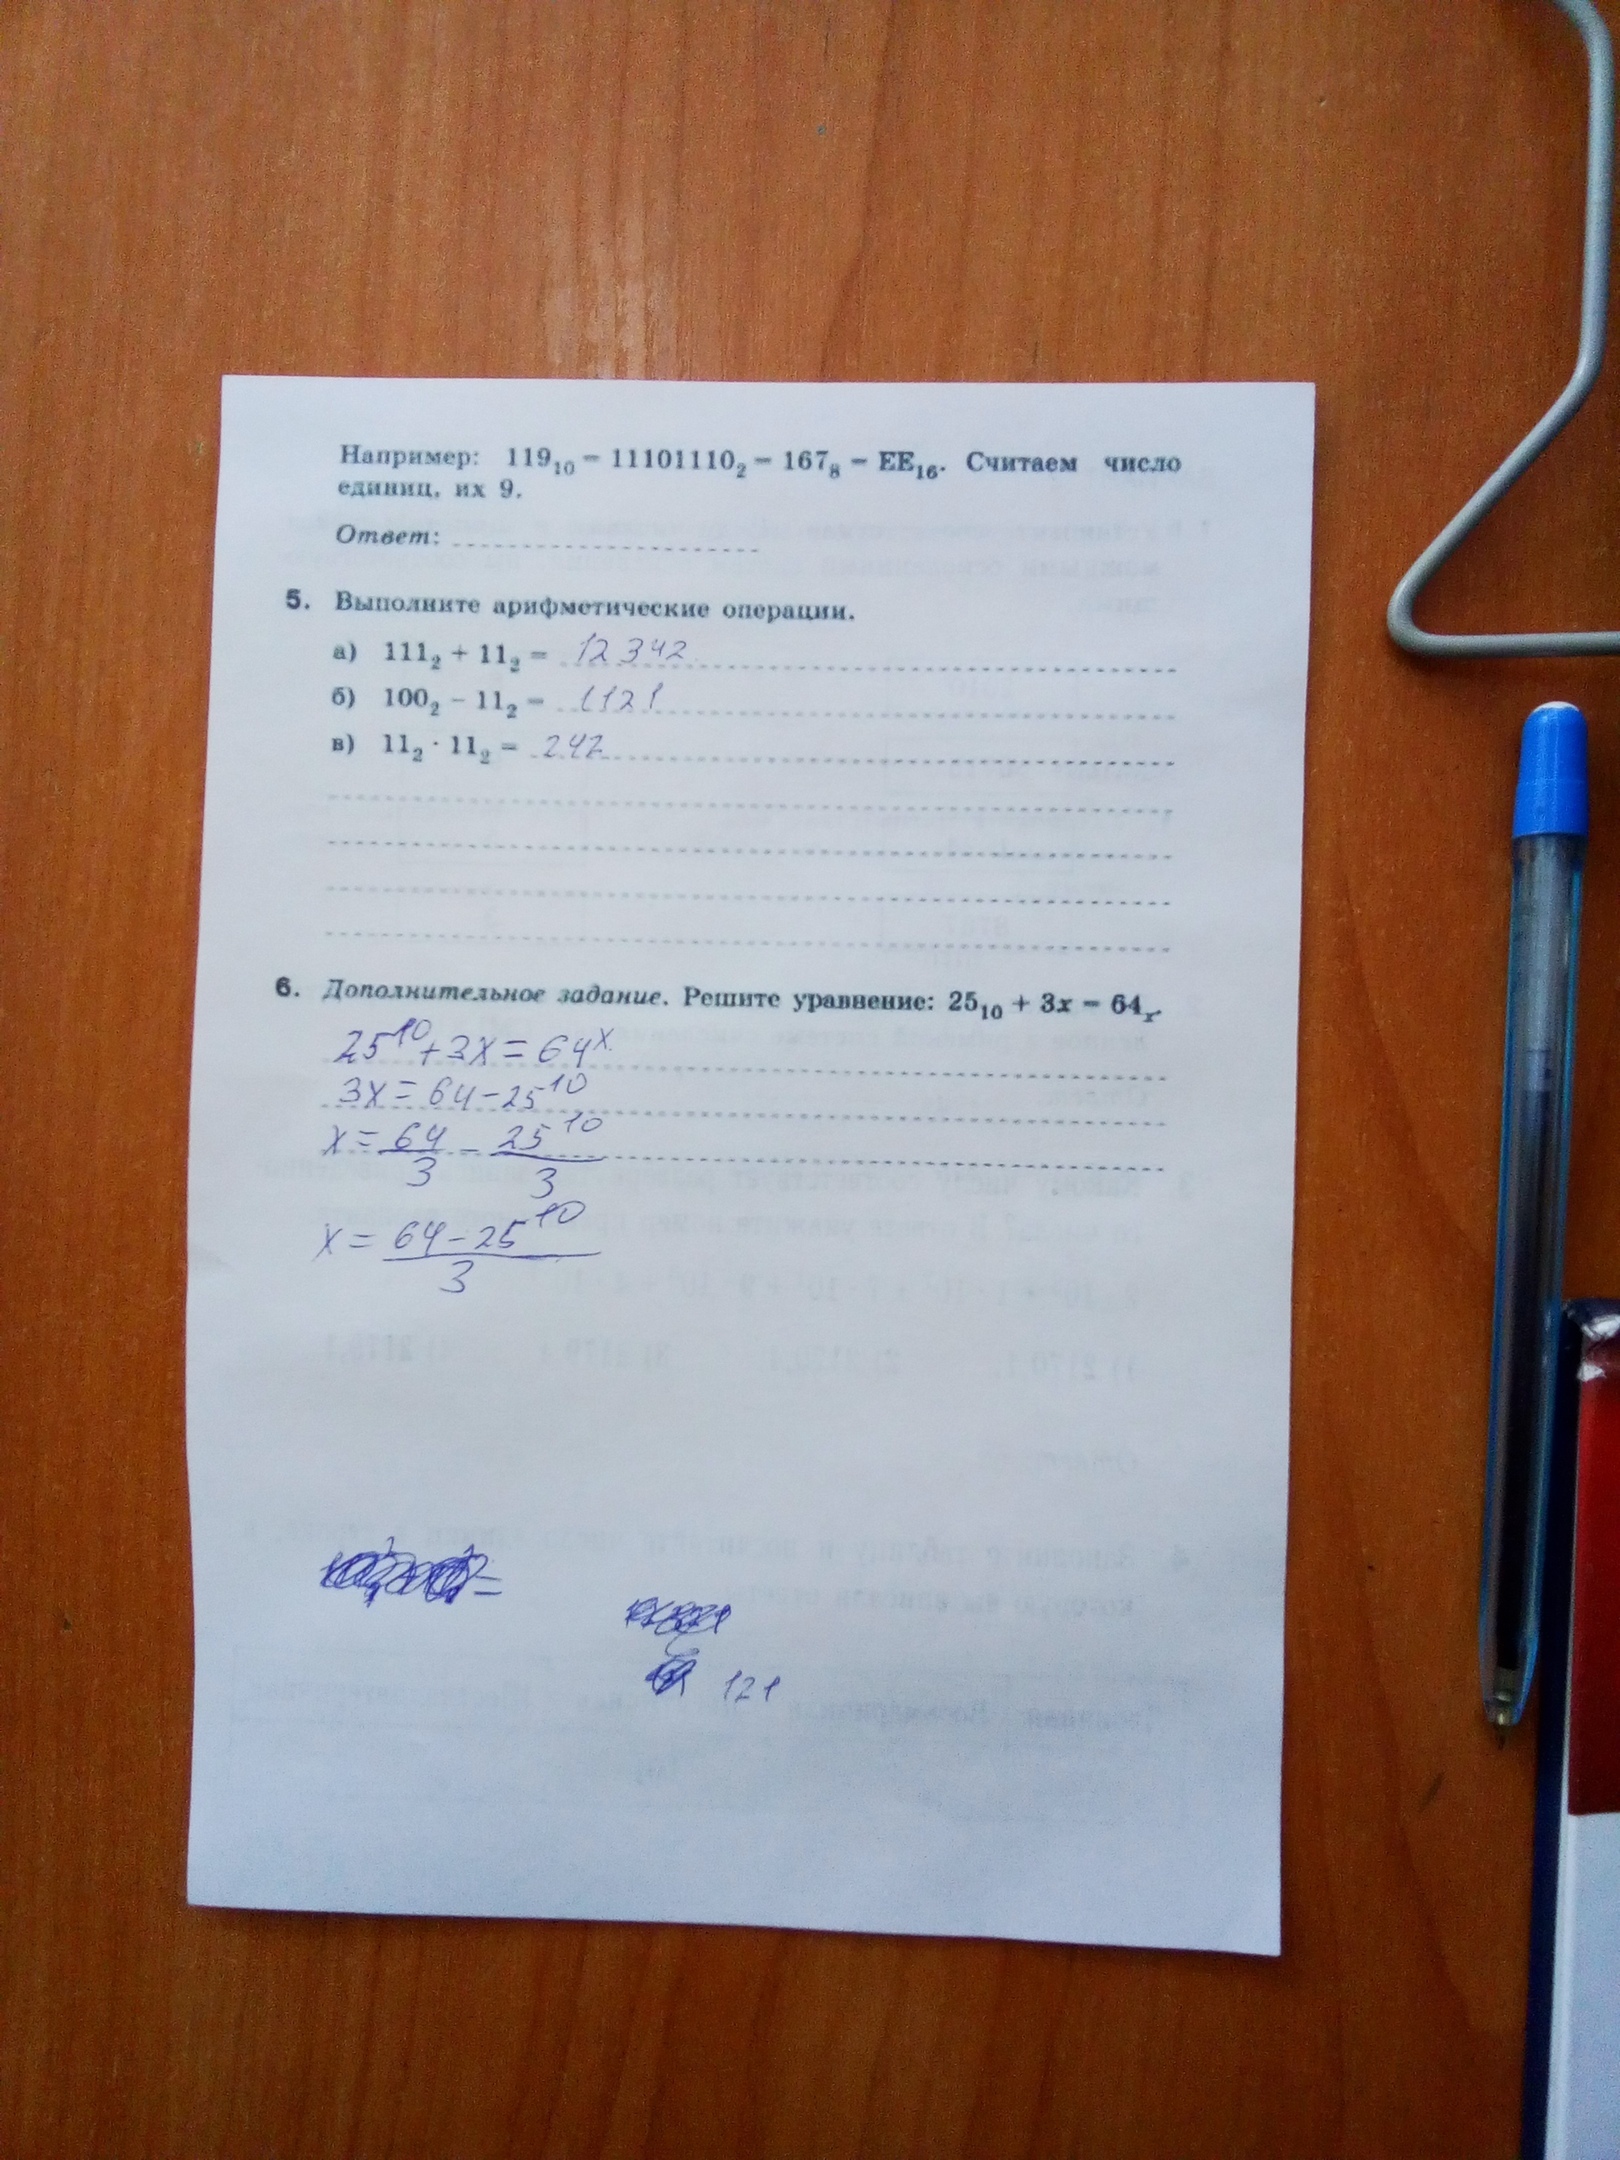 Например: 119₁₀ = 11101110₂ = 167₈ = EE₁₆. Считаем число
единиц, их 9.
Ответ:
5. Выполните арифметические операции.
а) 111₂ + 11₂ = 12342
б) 100₂ − 11₂ = 1121
в) 11₂ · 11₂ = 242
6. Дополнительное задание. Решите уравнение: 25₁₀ + 3x = 64ₓ.
25¹⁰ + 3x = 64ˣ
3x = 64 − 25¹⁰
x = 64/3 − 25¹⁰/3
x = (64 − 25¹⁰)/3
=
121